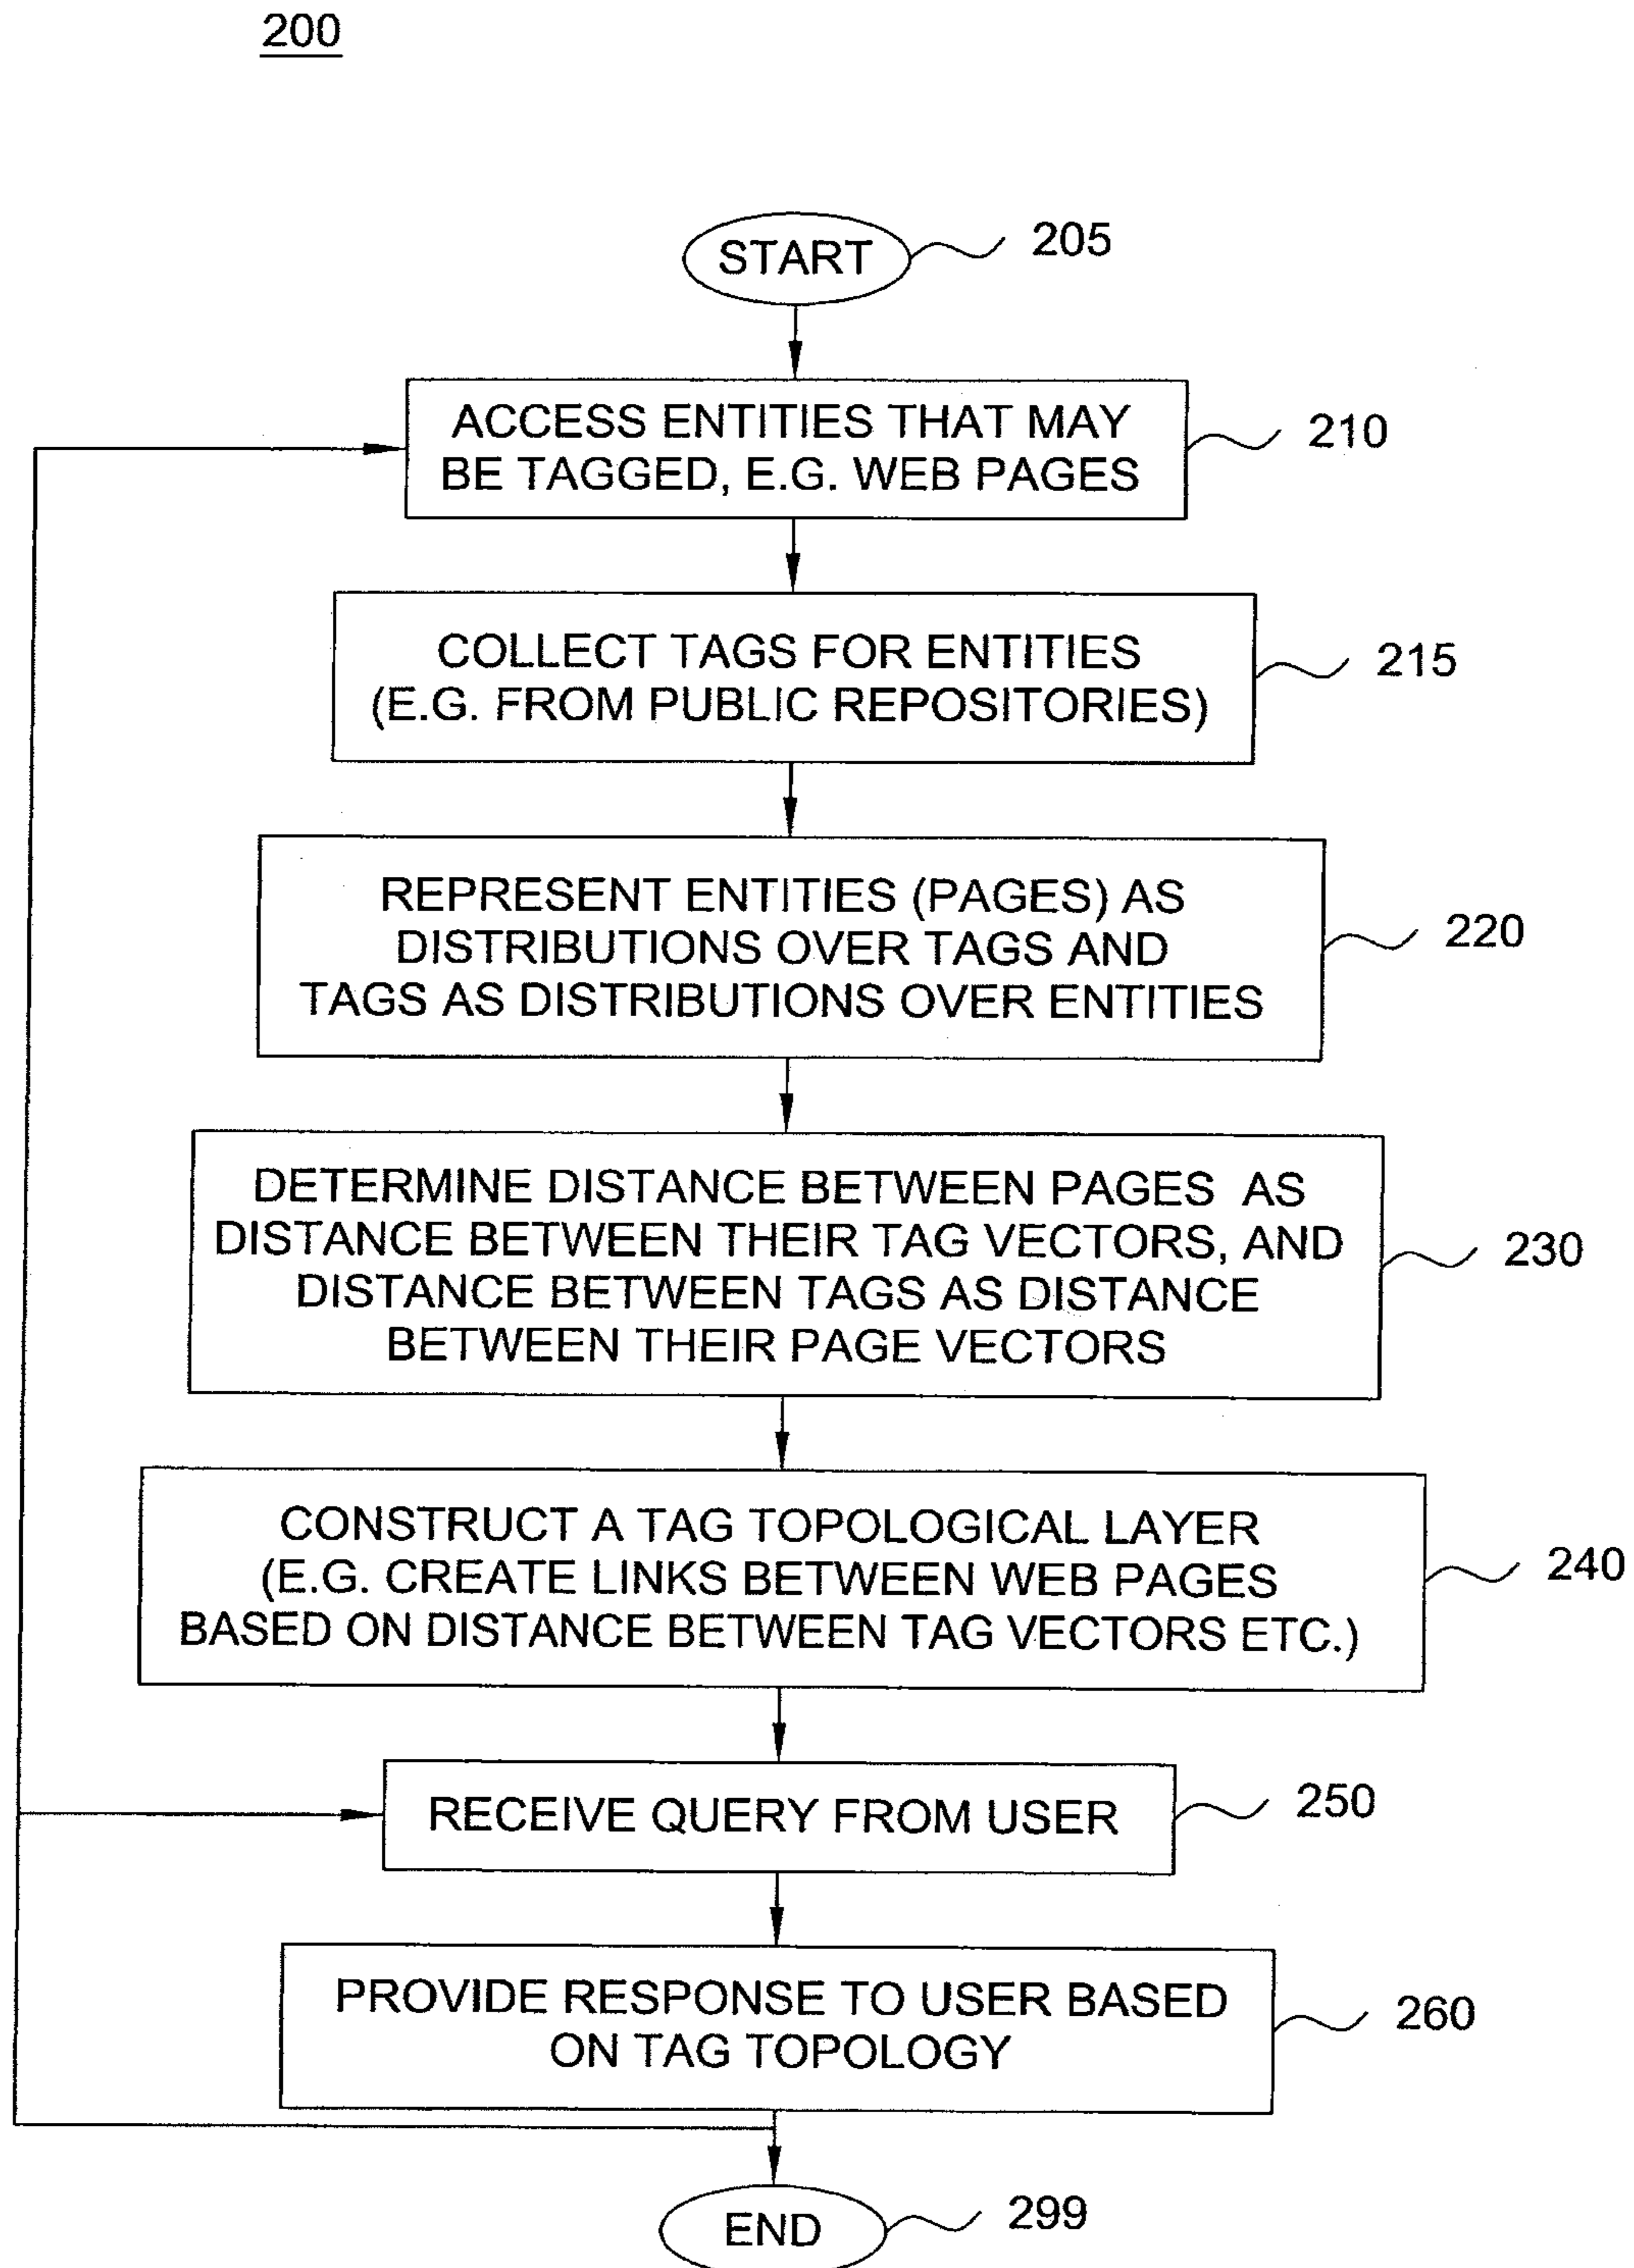 200
START
205
ACCESS ENTITIES THAT MAY
BE TAGGED, E.G. WEB PAGES
210
COLLECT TAGS FOR ENTITIES
(E.G. FROM PUBLIC REPOSITORIES)
215
REPRESENT ENTITIES (PAGES) AS
DISTRIBUTIONS OVER TAGS AND
TAGS AS DISTRIBUTIONS OVER ENTITIES
220
DETERMINE DISTANCE BETWEEN PAGES AS
DISTANCE BETWEEN THEIR TAG VECTORS, AND
DISTANCE BETWEEN TAGS AS DISTANCE
BETWEEN THEIR PAGE VECTORS
230
CONSTRUCT A TAG TOPOLOGICAL LAYER
(E.G. CREATE LINKS BETWEEN WEB PAGES
BASED ON DISTANCE BETWEEN TAG VECTORS ETC.)
240
RECEIVE QUERY FROM USER
250
PROVIDE RESPONSE TO USER BASED
ON TAG TOPOLOGY
260
END
299